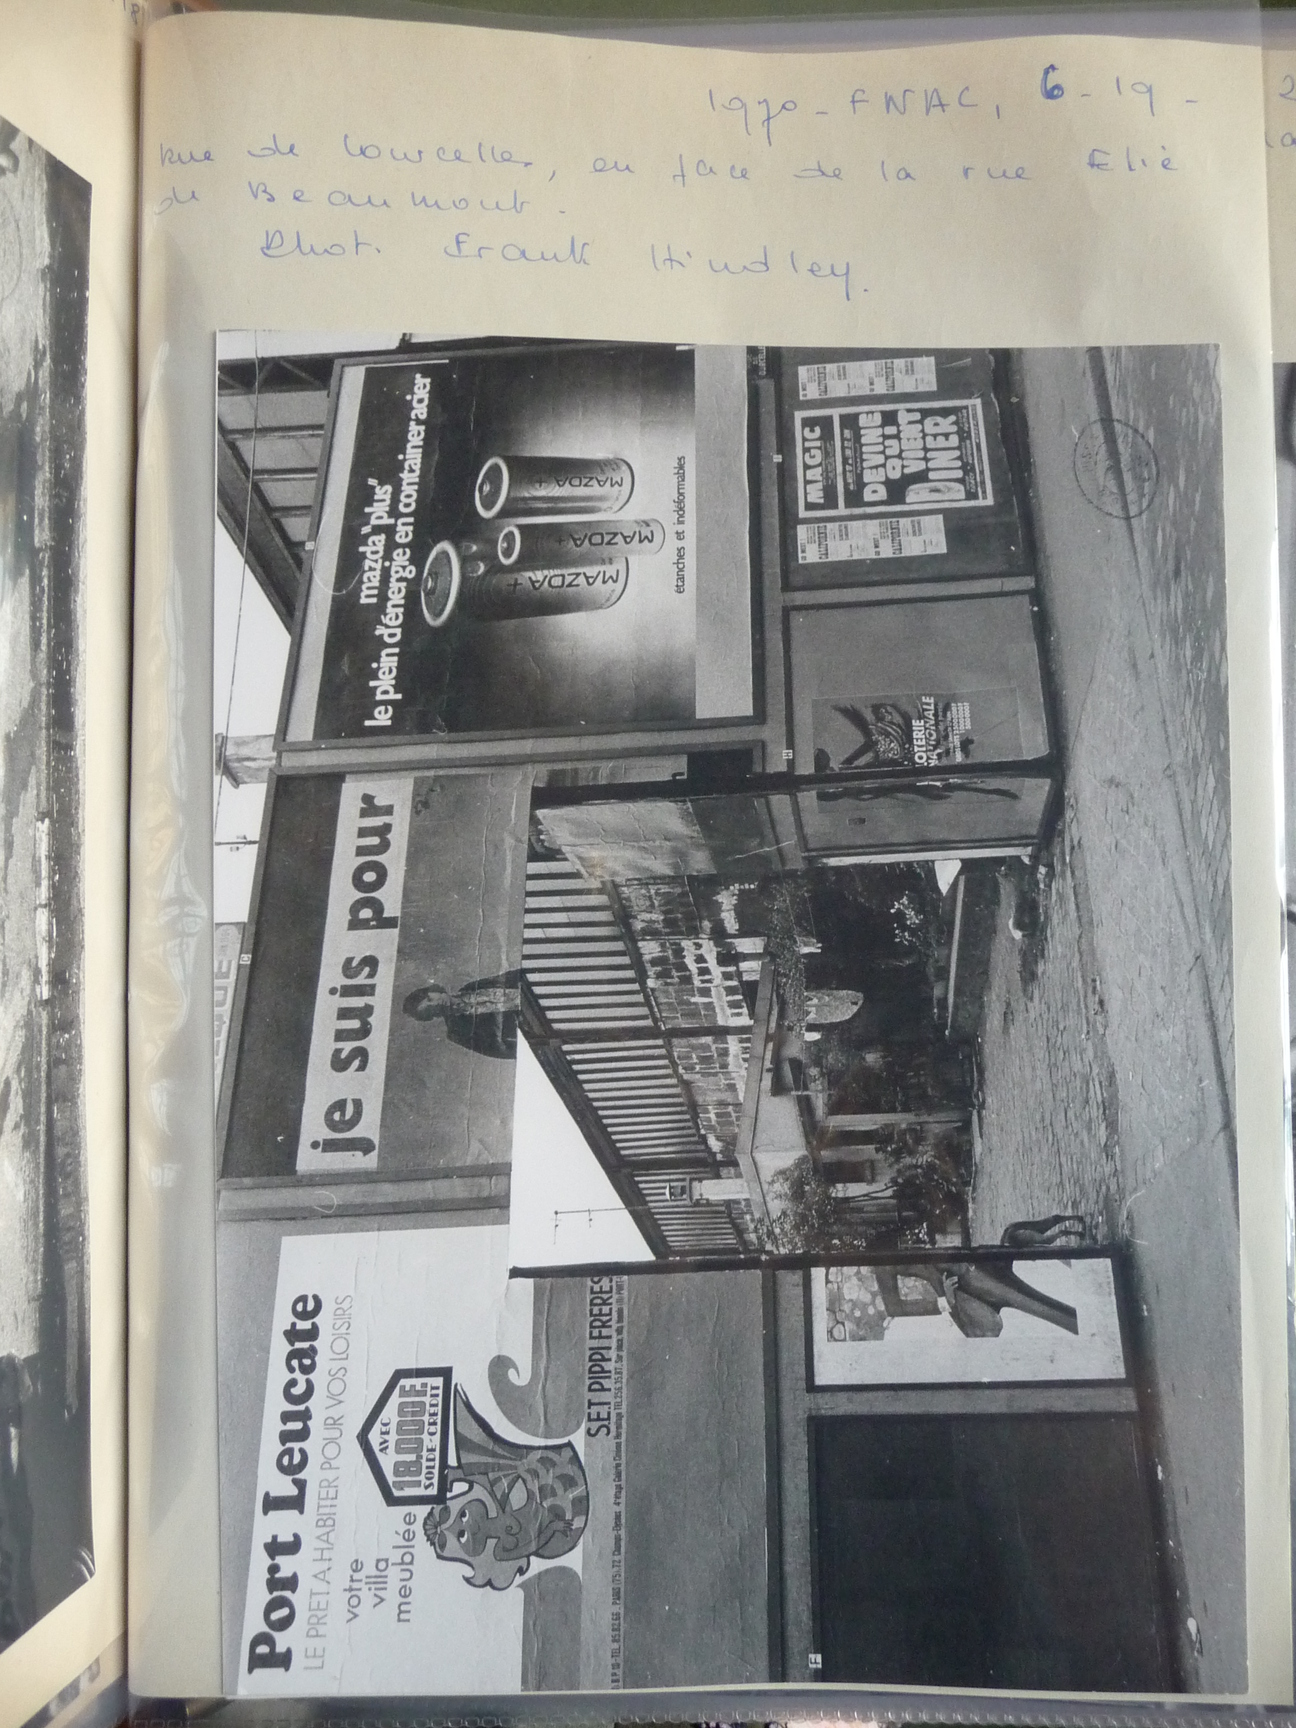 1970 - FNAC, 6 - 19 -
Rue de Courcelles, en face de la rue Elie
de Beaumont.
Phot. Frank Hindley.
Port Leucate
LE PRET A HABITER POUR VOS LOISIRS
votre
villa
meublée
AVEC
18.000F.
SOLDE-CREDIT
S.E.T PIPPI FRERES
F
je suis pour
C
mazda "plus"
le plein d'énergie en container acier
MAZDA +
MAZDA +
MAZDA +
étanches et indéformables
H
LOTERIE
NATIONALE
MAGIC
DEVINE
QUI
VIENT
DINER